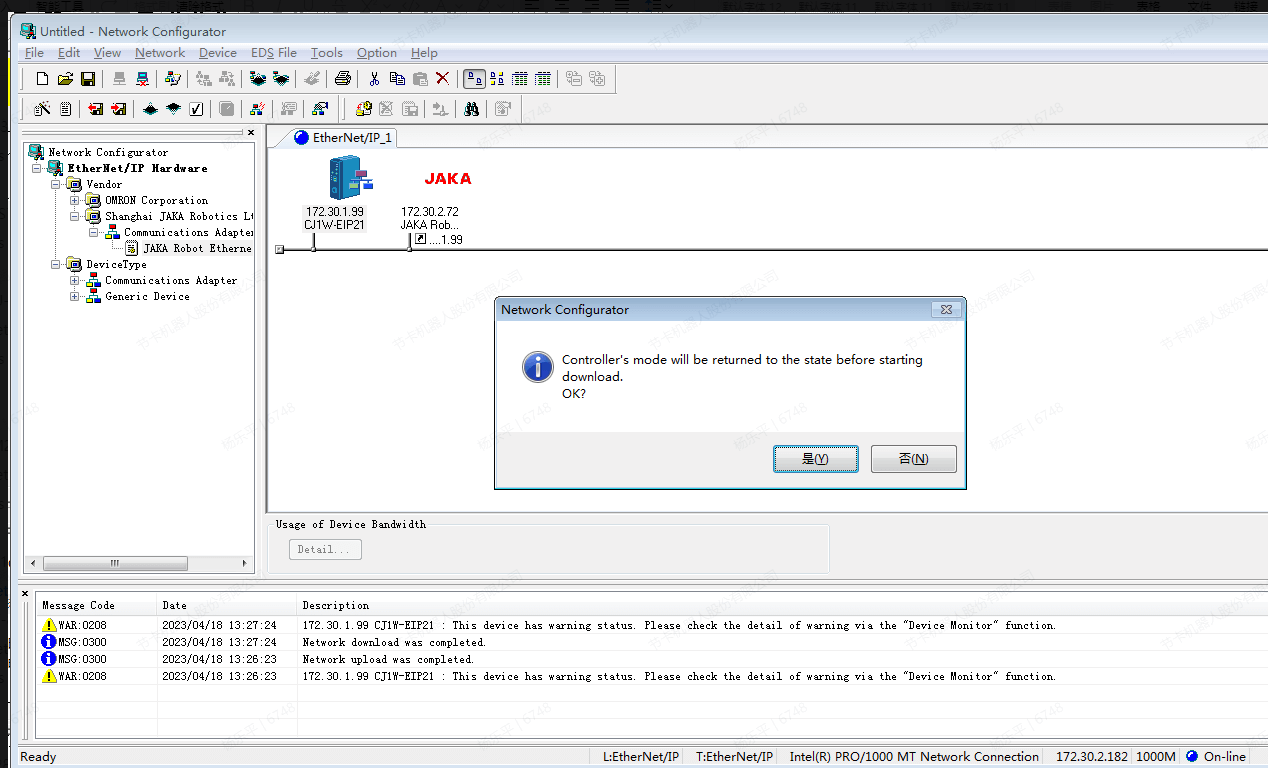 Untitled - Network Configurator
File Edit View Network Device EDS File Tools Option Help
EtherNet/IP_1
Network Configurator
EtherNet/IP Hardware
Vendor
OMRON Corporation
Shanghai JAKA Robotics Lt
Communications Adapter
JAKA Robot Etherne
DeviceType
Communications Adapter
Generic Device
JAKA
172.30.1.99
CJ1W-EIP21
172.30.2.72
JAKA Rob...
....1.99
Network Configurator
Controller's mode will be returned to the state before starting
download.
OK?
是(Y) 否(N)
Usage of Device Bandwidth
Detail...
Message Code Date Description
WAR:0208 2023/04/18 13:27:24 172.30.1.99 CJ1W-EIP21 : This device has warning status. Please check the detail of warning via the "Device Monitor" function.
MSG:0300 2023/04/18 13:27:24 Network download was completed.
MSG:0300 2023/04/18 13:26:23 Network upload was completed.
WAR:0208 2023/04/18 13:26:23 172.30.1.99 CJ1W-EIP21 : This device has warning status. Please check the detail of warning via the "Device Monitor" function.
Ready L:EtherNet/IP T:EtherNet/IP Intel(R) PRO/1000 MT Network Connection 172.30.2.182 1000M On-line